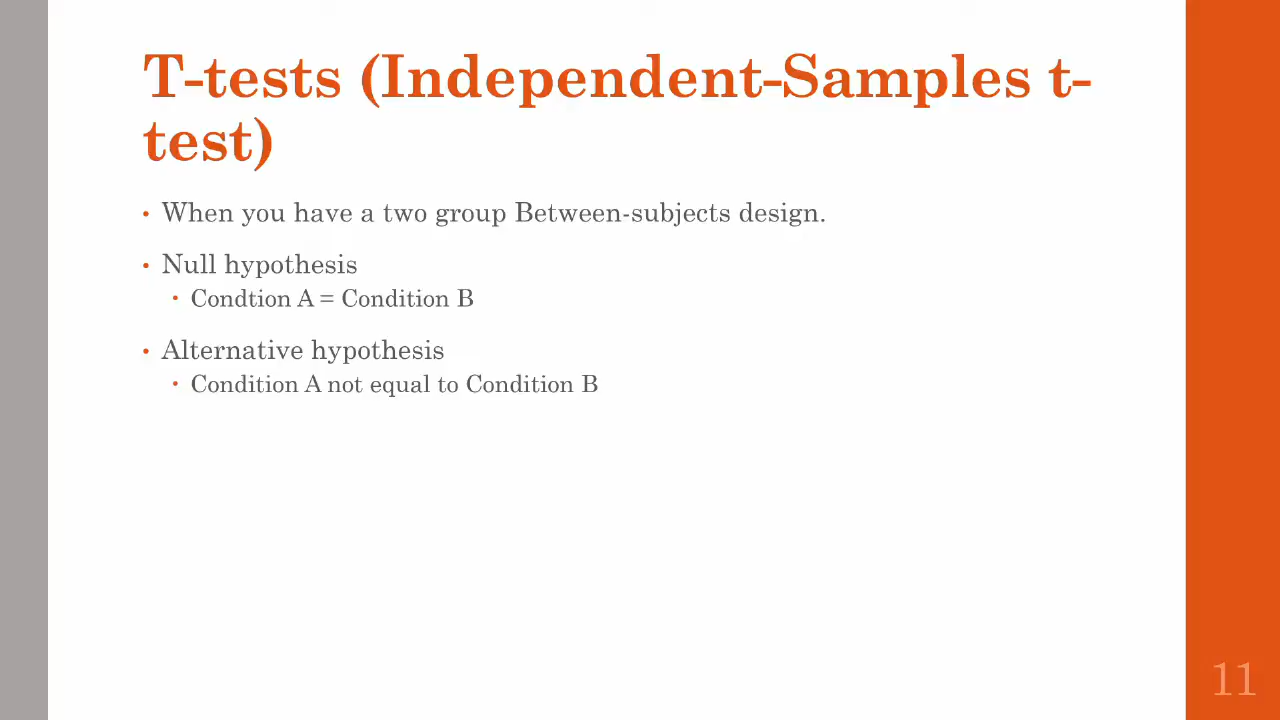 T-tests (Independent-Samples t-
test)
• When you have a two group Between-subjects design.
• Null hypothesis
▪ Condtion A = Condition B
• Alternative hypothesis
▪ Condition A not equal to Condition B
11